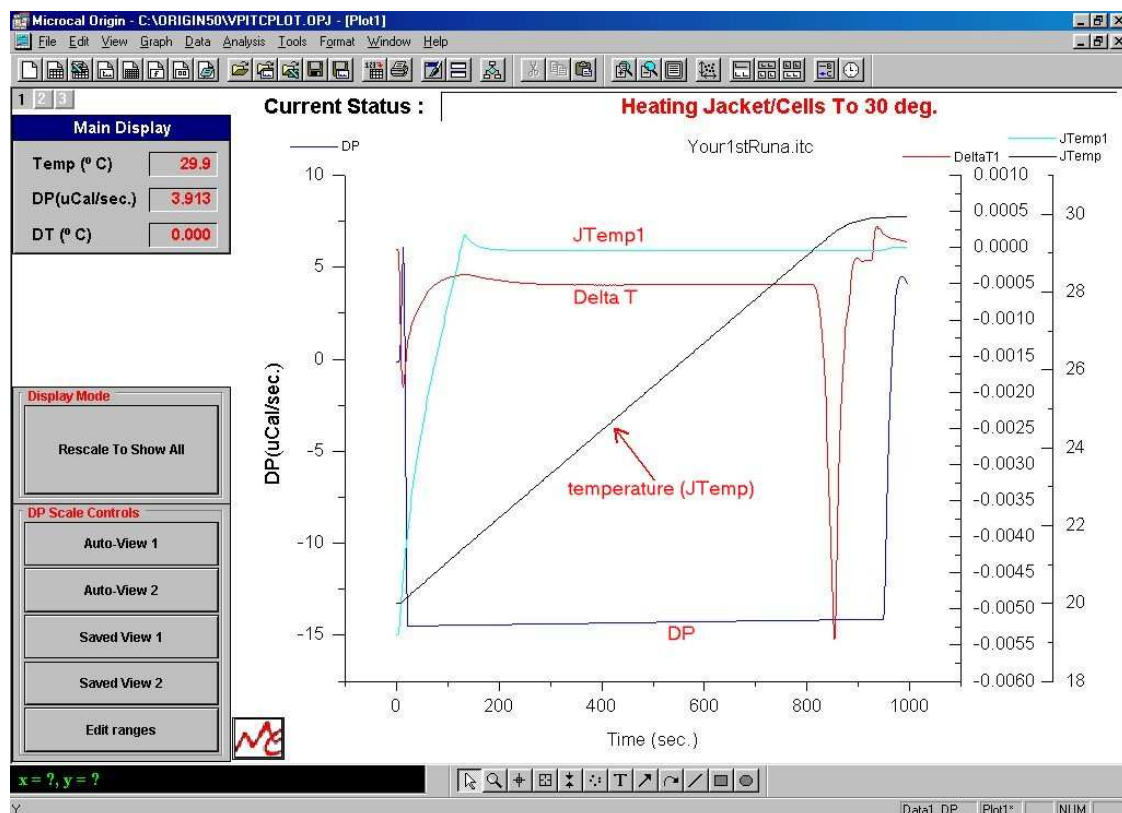 Microcal Origin - C:\ORIGIN50\VPITCPLOT.OPJ - [Plot1]
File Edit View Graph Data Analysis Tools Format Window Help
1 2 3
Main Display
Temp (º C) 29.9
DP(uCal/sec.) 3.913
DT (º C) 0.000
Display Mode
Rescale To Show All
DP Scale Controls
Auto-View 1
Auto-View 2
Saved View 1
Saved View 2
Edit ranges
Current Status : Heating Jacket/Cells To 30 deg.
DP
Your1stRuna.itc
JTemp1
DeltaT1 JTemp
10
5
0
-5
-10
-15
DP(uCal/sec.)
JTemp1
Delta T
temperature (JTemp)
DP
0.0010
0.0005
0.0000
-0.0005
-0.0010
-0.0015
-0.0020
-0.0025
-0.0030
-0.0035
-0.0040
-0.0045
-0.0050
-0.0055
-0.0060
30
28
26
24
22
20
18
0 200 400 600 800 1000
Time (sec.)
x = ?, y = ?
T
Y Data1_DP Plot1* NUM